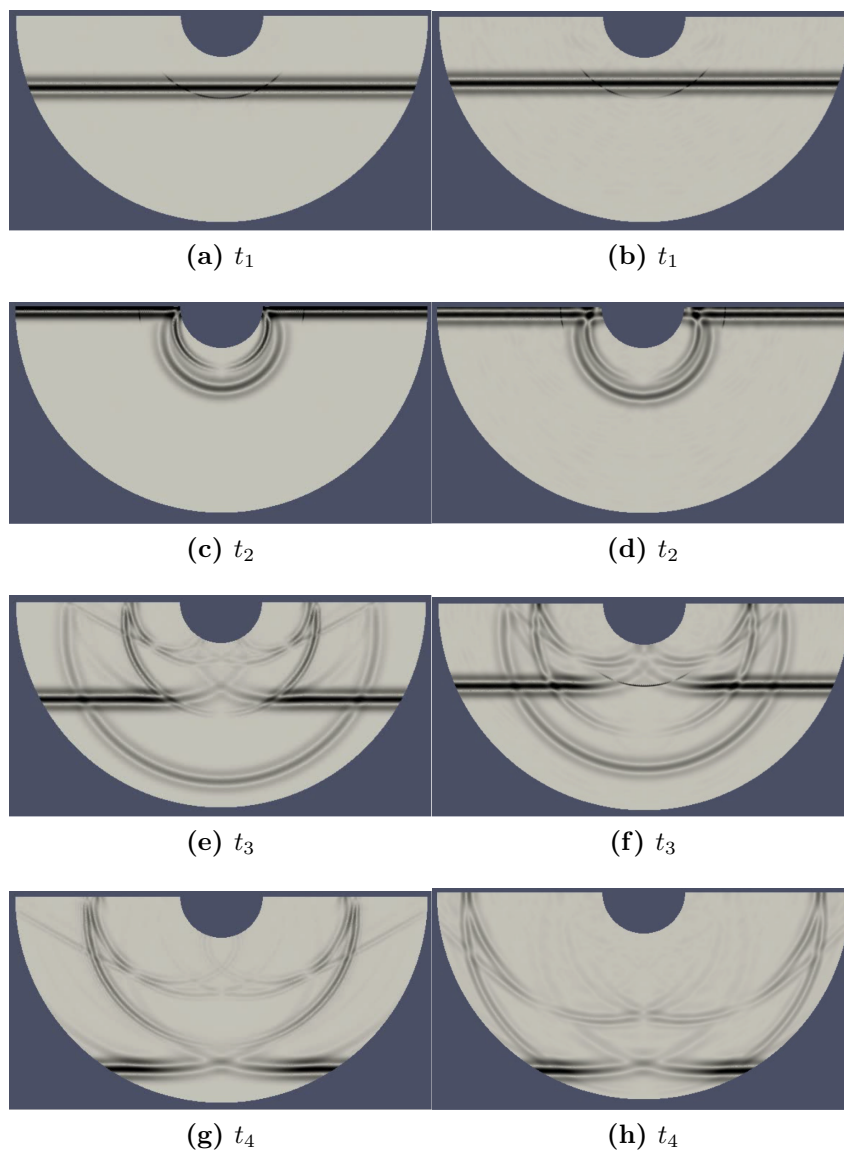 (a) t₁
(b) t₁
(c) t₂
(d) t₂
(e) t₃
(f) t₃
(g) t₄
(h) t₄